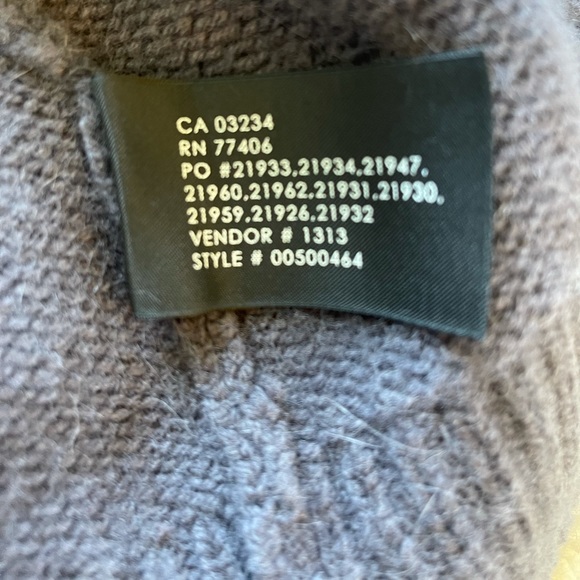 CA 03234
RN 77406
PO #21933,21934,21947,
21960,21962,21931,21930,
21959,21926,21932
VENDOR # 1313
STYLE # 00500464